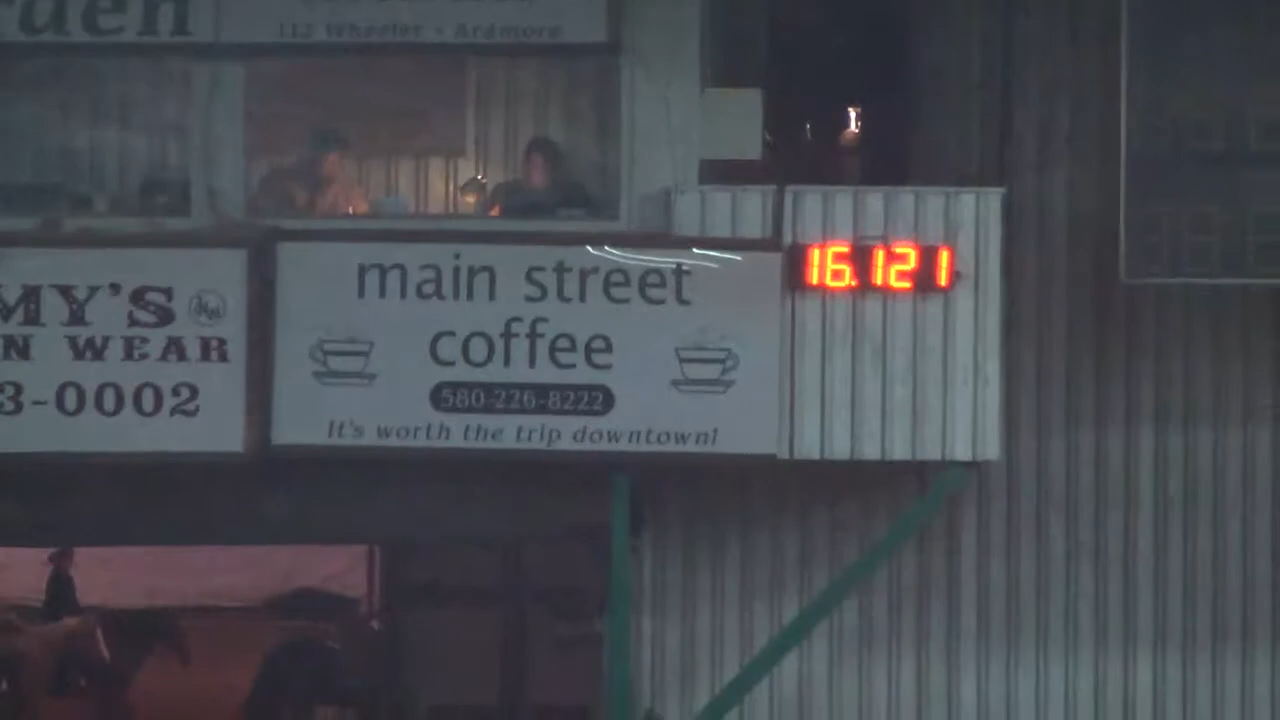 112 Wheeler - Ardmore
16.121
MY'S
N WEAR
3-0002
main street
coffee
580-226-8222
It's worth the trip downtown!